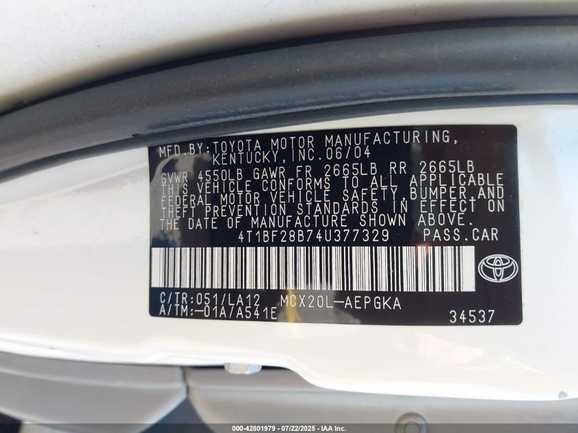 MFD.BY:TOYOTA MOTOR MANUFACTURING,
KENTUCKY, INC. 06/04
GVWR 4550LB GAWR FR 2665LB RR 2665LB
THIS VEHICLE CONFORMS TO ALL APPLICABLE
FEDERAL MOTOR VEHICLE SAFETY, BUMPER, AND
THEFT PREVENTION STANDARDS IN EFFECT ON
THE DATE OF MANUFACTURE SHOWN ABOVE.
4T1BF28B74U377329 PASS.CAR
C/TR:051/LA12 MCX20L-AEPGKA
A/TM:-01A/A541E
34537
TOYOTA
000-42801979 - 07/22/2025 - IAA Inc.